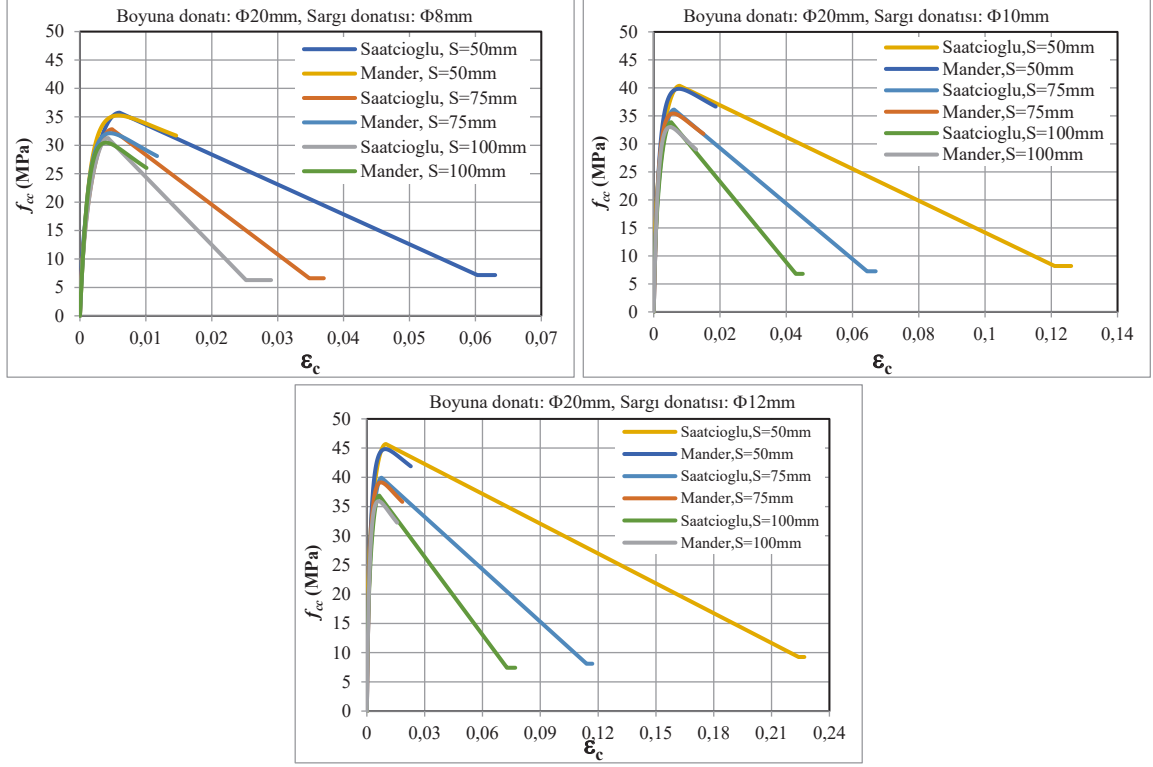 Boyuna donatı: Φ20mm, Sargı donatısı: Φ8mm
50
45
40
35
30
25
20
15
10
5
0
f_cc (MPa)
Saatcioglu, S=50mm
Mander, S=50mm
Saatcioglu, S=75mm
Mander, S=75mm
Saatcioglu, S=100mm
Mander, S=100mm
0 0,01 0,02 0,03 0,04 0,05 0,06 0,07
ε_c
Boyuna donatı: Φ20mm, Sargı donatısı: Φ10mm
50
45
40
35
30
25
20
15
10
5
0
f_cc (MPa)
Saatcioglu,S=50mm
Mander,S=50mm
Saatcioglu,S=75mm
Mander,S=75mm
Saatcioglu,S=100mm
Mander,S=100mm
0 0,02 0,04 0,06 0,08 0,1 0,12 0,14
ε_c
Boyuna donatı: Φ20mm, Sargı donatısı: Φ12mm
50
45
40
35
30
25
20
15
10
5
0
f_cc (MPa)
Saatcioglu,S=50mm
Mander,S=50mm
Saatcioglu,S=75mm
Mander,S=75mm
Saatcioglu,S=100mm
Mander,S=100mm
0 0,03 0,06 0,09 0,12 0,15 0,18 0,21 0,24
ε_c